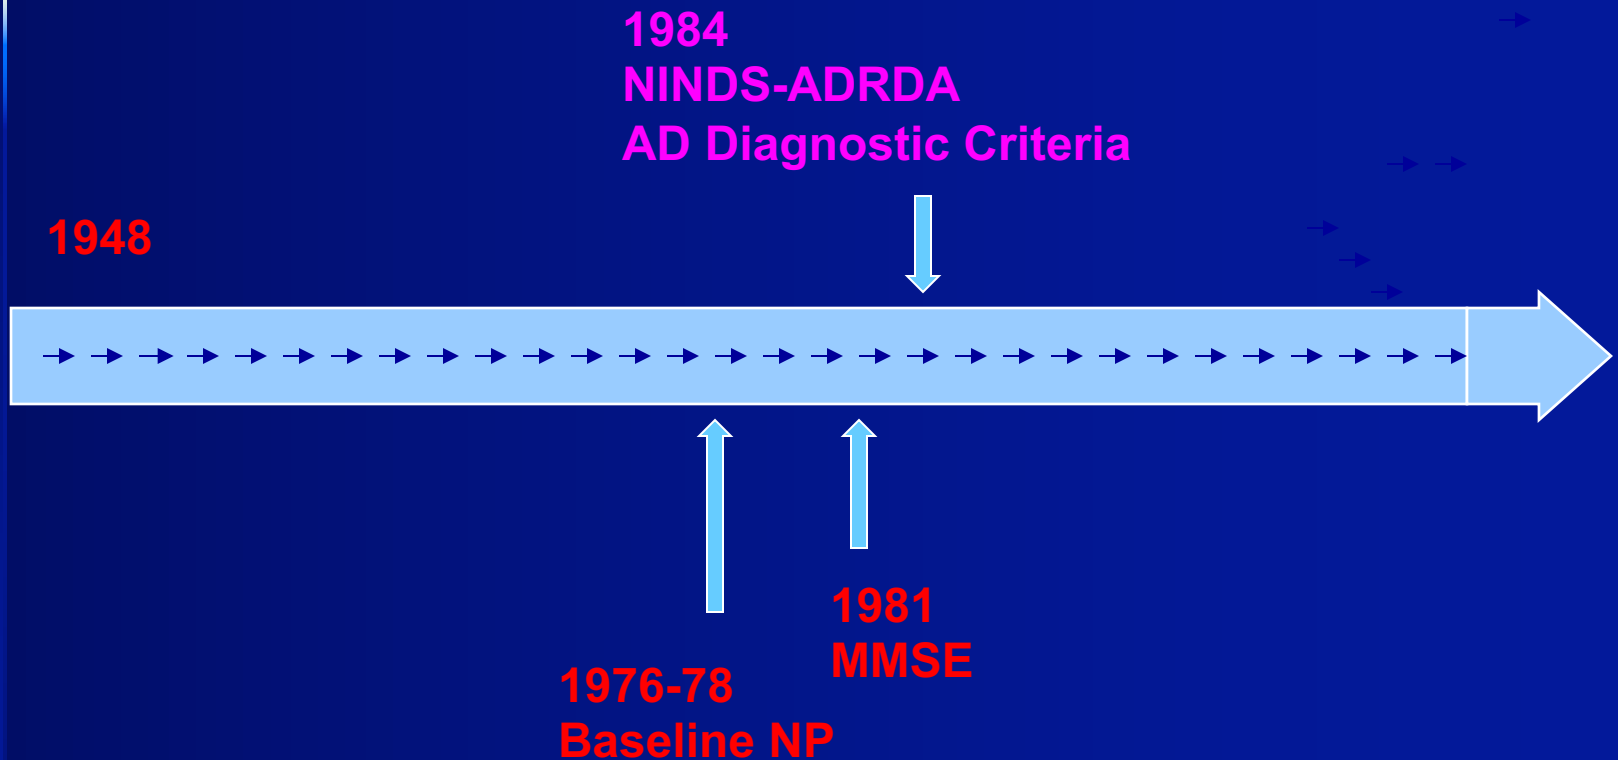 1984
NINDS-ADRDA
AD Diagnostic Criteria
1948
1981
MMSE
1976-78
Baseline NP